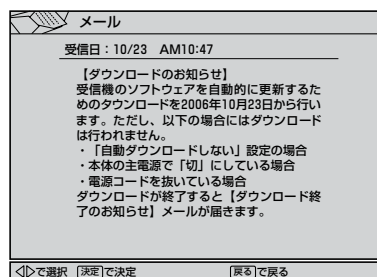 メール
受信日：10/23 AM10:47
【ダウンロードのお知らせ】
受信機のソフトウェアを自動的に更新するた
めのダウンロードを2006年10月23日から行い
ます。ただし、以下の場合にはダウンロード
は行われません。
・「自動ダウンロードしない」設定の場合
・本体の主電源で「切」にしている場合
・電源コードを抜いている場合
ダウンロードが終了すると【ダウンロード終
了のお知らせ】メールが届きます。
◁▷で選択 決定で決定 戻るで戻る